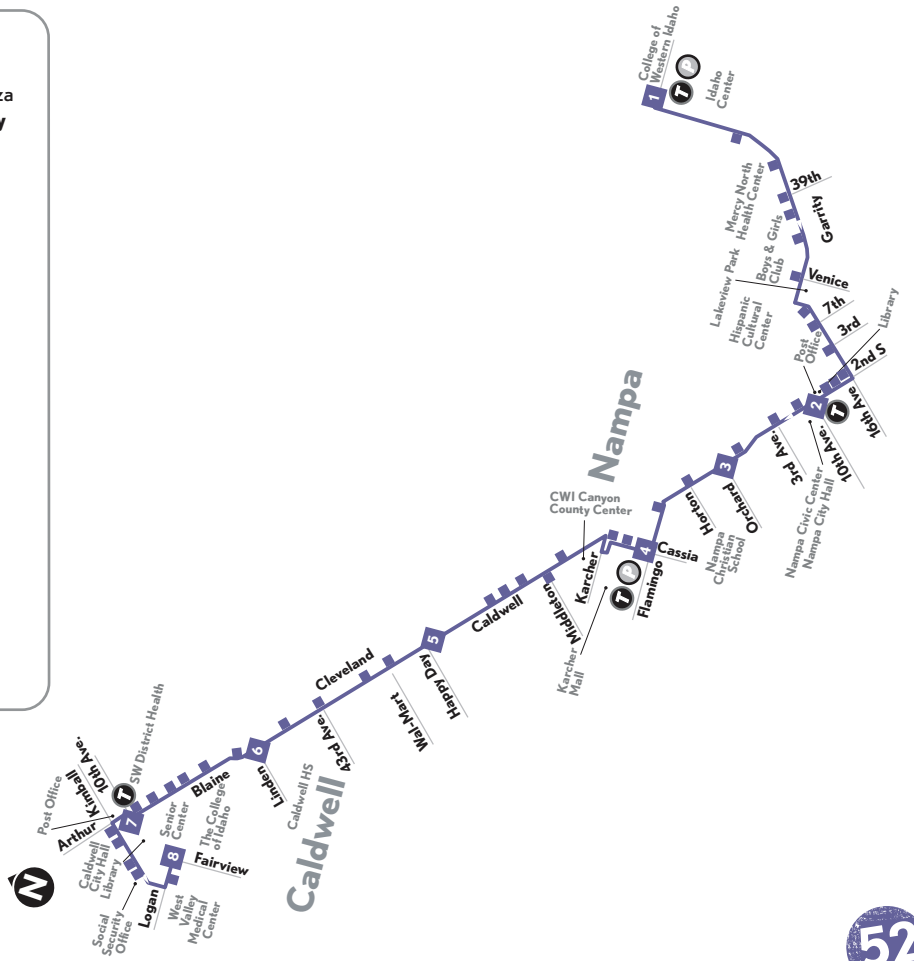 za
y
College of
Western Idaho
P
T
1
Idaho
Center
39th
Mercy North
Health Center
Garrity
Boys & Girls
Club
Lakeview Park
Venice
Hispanic
Cultural
Center
7th
3rd
Library
Post
Office
2nd S
2
T
16th Ave
10th Ave.
3rd Ave.
Nampa Civic Center
Nampa City Hall
Nampa
3
Orchard
Horton
Nampa
Christian
School
CWI Canyon
County Center
4
Cassia
P
T
Flamingo
Karcher
Karcher
Mall
Middleton
Caldwell
5
Happy Day
Wal-Mart
Cleveland
43rd Ave.
6
Linden
Caldwell HS
Caldwell
Blaine
SW District Health
T
10th Ave.
Kimball
Arthur
Post Office
7
Senior
Center
The College
of Idaho
8
Fairview
Caldwell
City Hall
Library
Logan
West
Valley
Medical
Center
Social
Security
Office
N
52